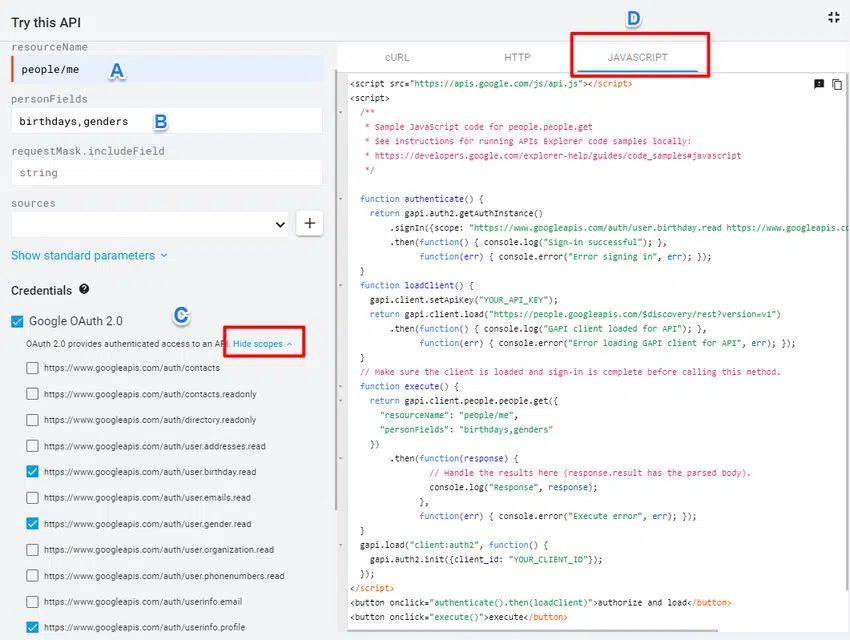 Try this API
resourceName
people/me
A
personFields
birthdays,genders
B
requestMask.includeField
string
sources
+
Show standard parameters
Credentials
Google OAuth 2.0
C
OAuth 2.0 provides authenticated access to an API.
Hide scopes
https://www.googleapis.com/auth/contacts
https://www.googleapis.com/auth/contacts.readonly
https://www.googleapis.com/auth/directory.readonly
https://www.googleapis.com/auth/user.addresses.read
https://www.googleapis.com/auth/user.birthday.read
https://www.googleapis.com/auth/user.emails.read
https://www.googleapis.com/auth/user.gender.read
https://www.googleapis.com/auth/user.organization.read
https://www.googleapis.com/auth/user.phonenumbers.read
https://www.googleapis.com/auth/userinfo.email
https://www.googleapis.com/auth/userinfo.profile
D
cURL
HTTP
JAVASCRIPT
<script src="https://apis.google.com/js/api.js"></script>
<script>
/**
* Sample JavaScript code for people.people.get
* See instructions for running APIs Explorer code samples locally:
* https://developers.google.com/explorer-help/guides/code_samples#javascript
*/
function authenticate() {
return gapi.auth2.getAuthInstance()
.signIn({scope: "https://www.googleapis.com/auth/user.birthday.read https://www.googleapis.co
.then(function() { console.log("Sign-in successful"); },
function(err) { console.error("Error signing in", err); });
}
function loadClient() {
gapi.client.setApiKey("YOUR_API_KEY");
return gapi.client.load("https://people.googleapis.com/$discovery/rest?version=v1")
.then(function() { console.log("GAPI client loaded for API"); },
function(err) { console.error("Error loading GAPI client for API", err); });
}
// Make sure the client is loaded and sign-in is complete before calling this method.
function execute() {
return gapi.client.people.people.get({
"resourceName": "people/me",
"personFields": "birthdays,genders"
})
.then(function(response) {
// Handle the results here (response.result has the parsed body).
console.log("Response", response);
},
function(err) { console.error("Execute error", err); });
}
gapi.load("client:auth2", function() {
gapi.auth2.init({client_id: "YOUR_CLIENT_ID"});
});
</script>
<button onclick="authenticate().then(loadClient)">authorize and load</button>
<button onclick="execute()">execute</button>